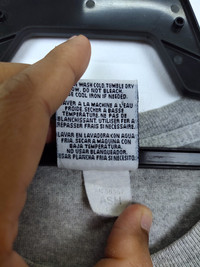 WASH COLD. TUMBLE DRY
LOW. DO NOT BLEACH.
COOL IRON IF NEEDED.
LAVER A LA MACHINE A L'EAU
FROIDE. SECHER A BASSE
TEMPERATURE. NE PAS DE
BLANCHISSANT. UTILISER FER A
REPASSER FRAIS SI NECESSAIRE.
LAVAR EN LAVADORA CON AGUA
FRIA; SECAR A MAQUINA CON
BAJA TEMPERATURA.
NO USAR BLANQUEADOR.
USAR PLANCHA FRIA SI NECESITO.
ASH